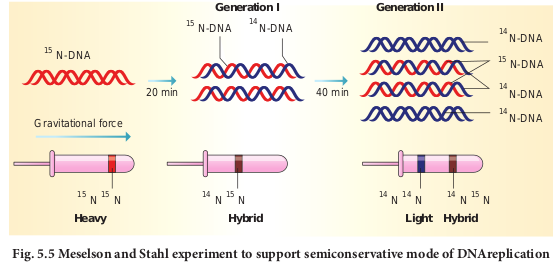 Generation I
Generation II
15 N-DNA
15 N-DNA
14 N-DNA
14 N-DNA
15 N-DNA
14 N-DNA
14 N-DNA
20 min
40 min
Gravitational force
15 N 15 N
14 N 15 N
14 N 14 N
14 N 15 N
Heavy
Hybrid
Light
Hybrid
Fig. 5.5 Meselson and Stahl experiment to support semiconservative mode of DNAreplication